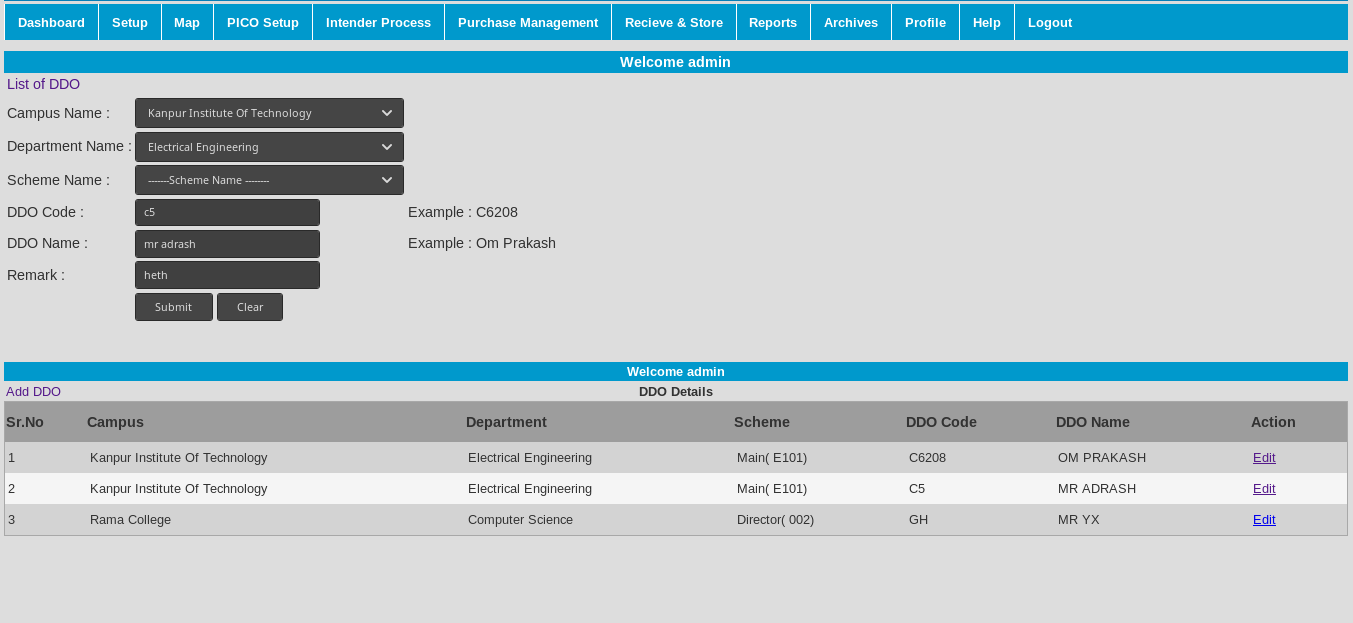 Dashboard Setup Map PICO Setup Intender Process Purchase Management Recieve & Store Reports Archives Profile Help Logout
Welcome admin
List of DDO
Campus Name : Kanpur Institute Of Technology
Department Name : Electrical Engineering
Scheme Name : -------Scheme Name --------
DDO Code : c5 Example : C6208
DDO Name : mr adrash Example : Om Prakash
Remark : heth
Submit Clear
Welcome admin
Add DDO DDO Details
Sr.No Campus Department Scheme DDO Code DDO Name Action
1 Kanpur Institute Of Technology Electrical Engineering Main( E101) C6208 OM PRAKASH Edit
2 Kanpur Institute Of Technology Electrical Engineering Main( E101) C5 MR ADRASH Edit
3 Rama College Computer Science Director( 002) GH MR YX Edit